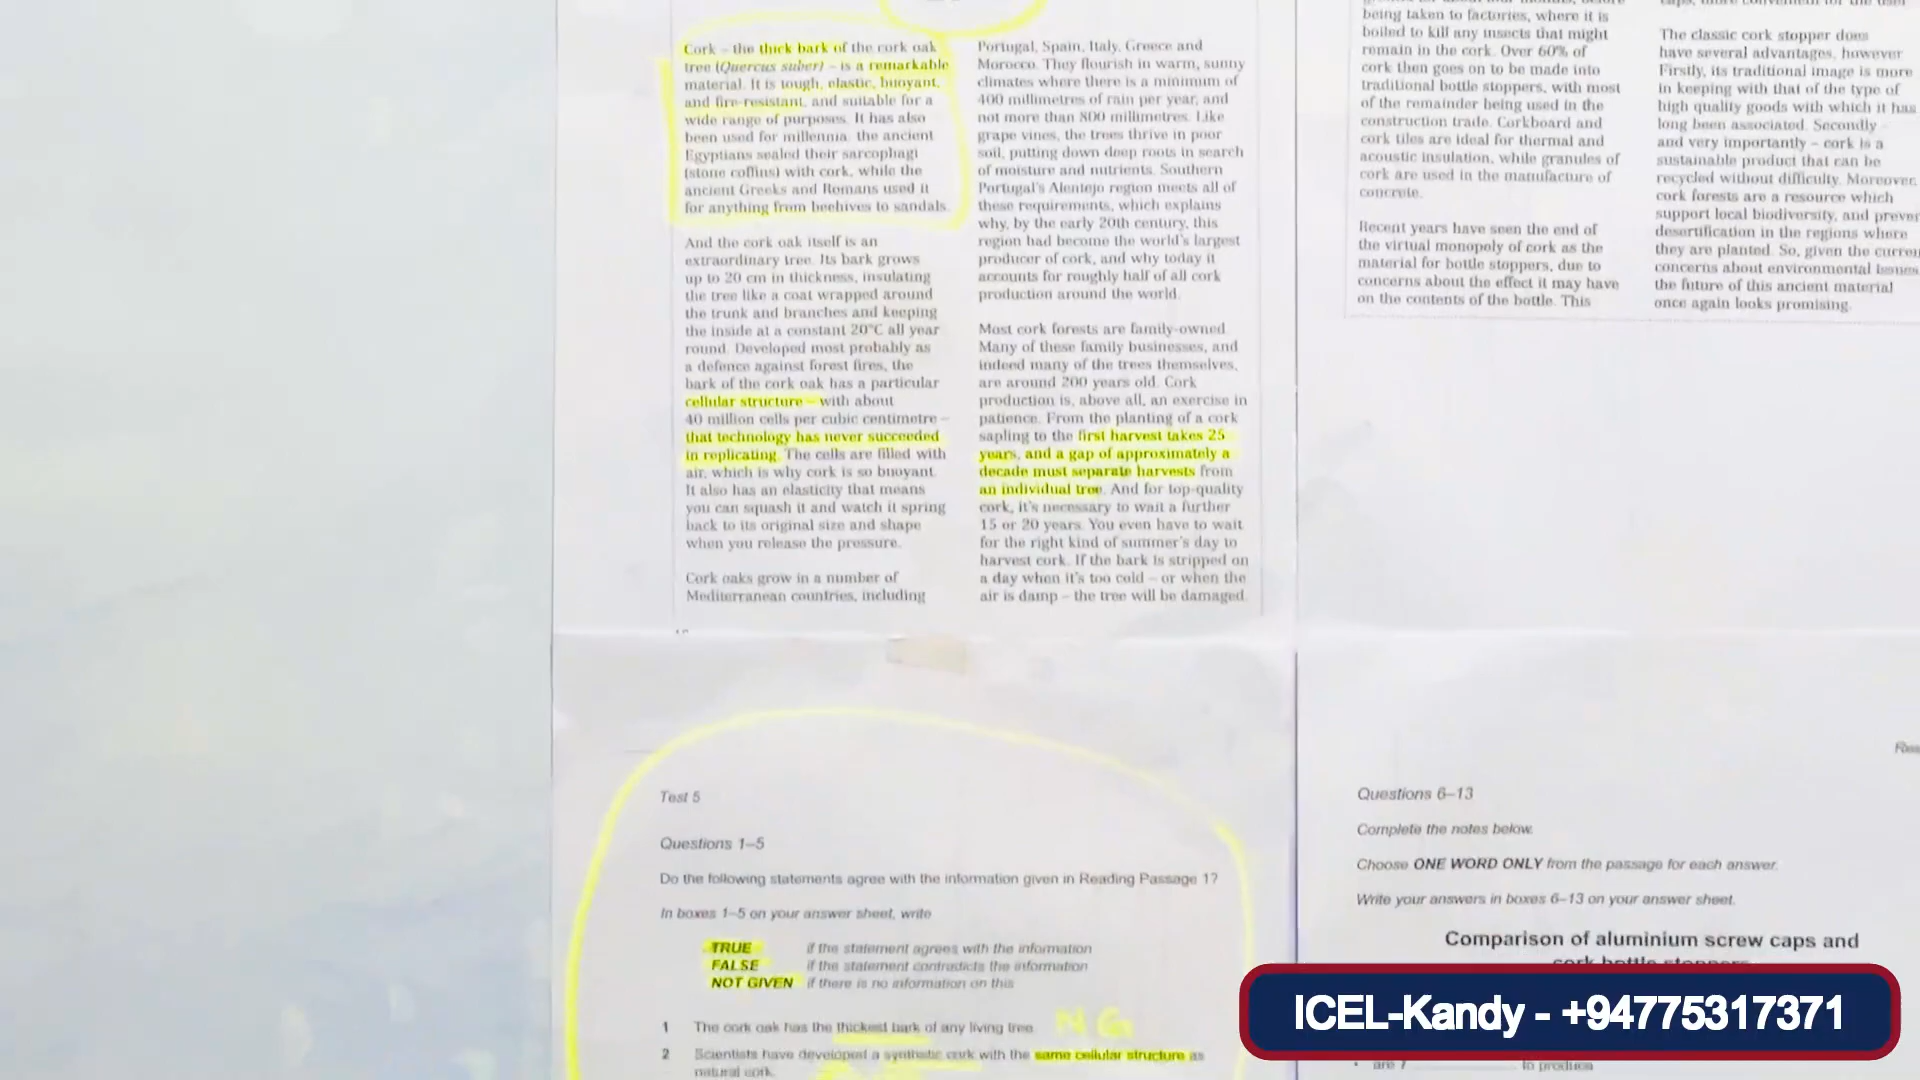 Cork – the thick bark of the cork oak
tree (Quercus suber) – is a remarkable
material. It is tough, elastic, buoyant,
and fire-resistant, and suitable for a
wide range of purposes. It has also
been used for millennia: the ancient
Egyptians sealed their sarcophagi
(stone coffins) with cork, while the
ancient Greeks and Romans used it
for anything from beehives to sandals.
And the cork oak itself is an
extraordinary tree. Its bark grows
up to 20 cm in thickness, insulating
the tree like a coat wrapped around
the trunk and branches and keeping
the inside at a constant 20°C all year
round. Developed most probably as
a defence against forest fires, the
bark of the cork oak has a particular
cellular structure – with about
40 million cells per cubic centimetre –
that technology has never succeeded
in replicating. The cells are filled with
air, which is why cork is so buoyant.
It also has an elasticity that means
you can squash it and watch it spring
back to its original size and shape
when you release the pressure.
Cork oaks grow in a number of
Mediterranean countries, including
Portugal, Spain, Italy, Greece and
Morocco. They flourish in warm, sunny
climates where there is a minimum of
400 millimetres of rain per year, and
not more than 800 millimetres. Like
grape vines, the trees thrive in poor
soil, putting down deep roots in search
of moisture and nutrients. Southern
Portugal's Alentejo region meets all of
these requirements, which explains
why, by the early 20th century, this
region had become the world's largest
producer of cork, and why today it
accounts for roughly half of all cork
production around the world.
Most cork forests are family-owned.
Many of these family businesses, and
indeed many of the trees themselves,
are around 200 years old. Cork
production is, above all, an exercise in
patience. From the planting of a cork
sapling to the first harvest takes 25
years, and a gap of approximately a
decade must separate harvests from
an individual tree. And for top-quality
cork, it's necessary to wait a further
15 or 20 years. You even have to wait
for the right kind of summer's day to
harvest cork. If the bark is stripped on
a day when it's too cold – or when the
air is damp – the tree will be damaged.
being taken to factories, where it is
boiled to kill any insects that might
remain in the cork. Over 60% of
cork then goes on to be made into
traditional bottle stoppers, with most
of the remainder being used in the
construction trade. Corkboard and
cork tiles are ideal for thermal and
acoustic insulation, while granules of
cork are used in the manufacture of
concrete.
Recent years have seen the end of
the virtual monopoly of cork as the
material for bottle stoppers, due to
concerns about the effect it may have
on the contents of the bottle. This
The classic cork stopper does
have several advantages, however
Firstly, its traditional image is more
in keeping with that of the type of
high quality goods with which it has
long been associated. Secondly
and very importantly – cork is a
sustainable product that can be
recycled without difficulty. Moreover,
cork forests are a resource which
support local biodiversity, and preven
desertification in the regions where
they are planted. So, given the curren
concerns about environmental issues,
the future of this ancient material
once again looks promising.
Test 5
Questions 1–5
Do the following statements agree with the information given in Reading Passage 1?
In boxes 1–5 on your answer sheet, write
TRUE if the statement agrees with the information
FALSE if the statement contradicts the information
NOT GIVEN if there is no information on this
1 The cork oak has the thickest bark of any living tree. N G
2 Scientists have developed a synthetic cork with the same cellular structure as
natural cork.
Questions 6–13
Complete the notes below.
Choose ONE WORD ONLY from the passage for each answer.
Write your answers in boxes 6–13 on your answer sheet.
Comparison of aluminium screw caps and
cork bottle stoppers
to produce
ICEL-Kandy - +94775317371